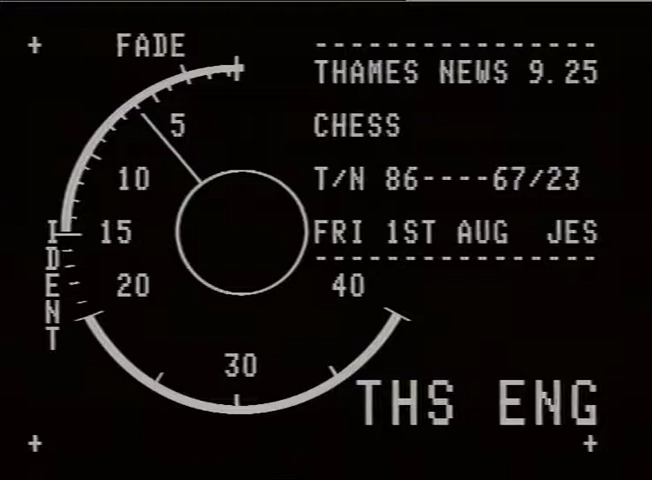 FADE
THAMES NEWS 9.25
CHESS
T/N 86----67/23
FRI 1ST AUG JES
5
10
15
20
30
40
IDENT
THS ENG